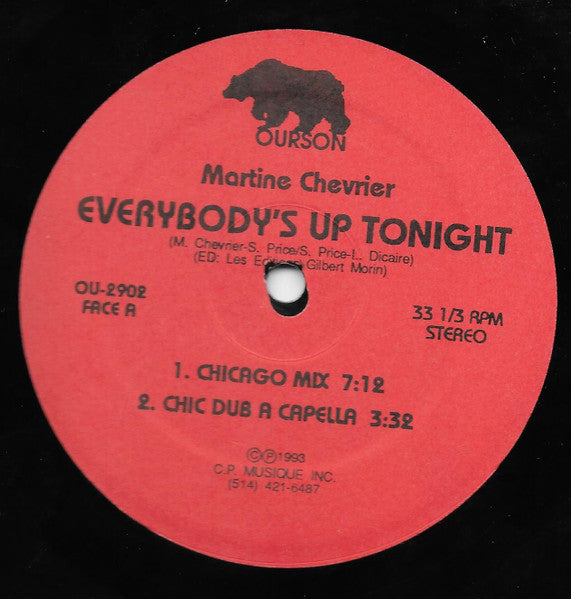 OURSON
Martine Chevrier
EVERYBODY'S UP TONIGHT
(M. Chevrier-S. Price/S. Price-L. Dicaire)
(ED: Les Gilbert Morin)
OU-2902
FACE A
33 1/3 RPM
STEREO
1. CHICAGO MIX 7:12
2. CHIC DUB A CAPELLA 3:32
©℗1993
C.P. MUSIQUE INC.
(514) 421-6487